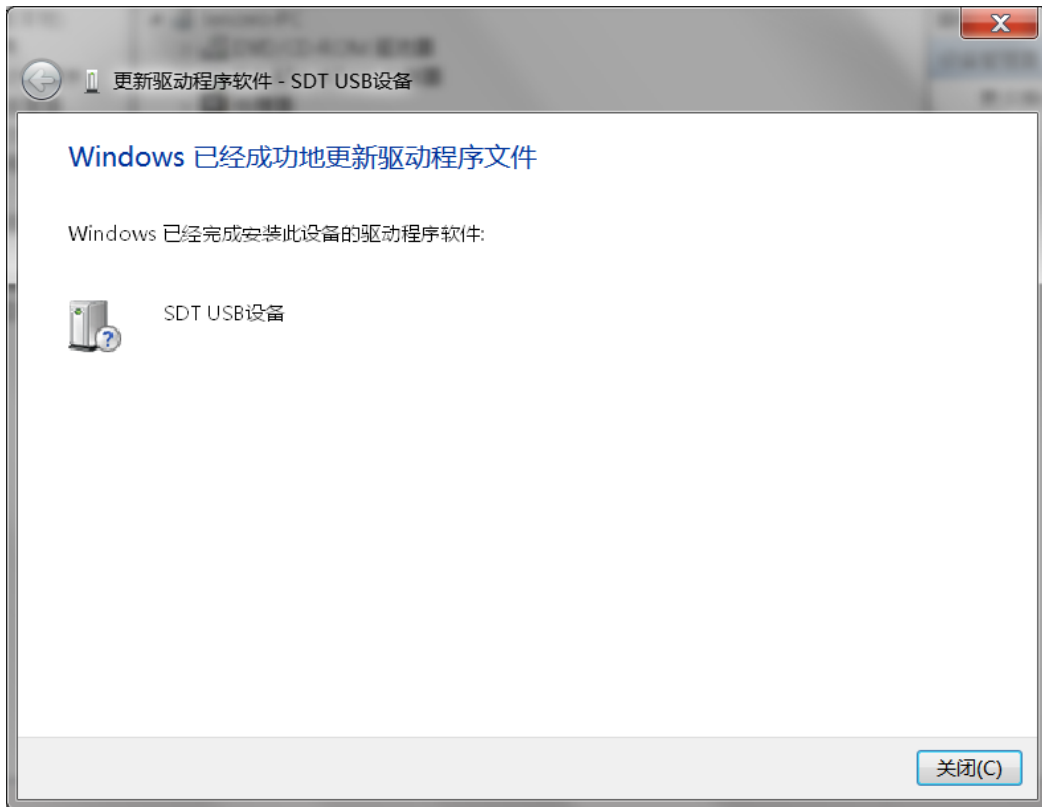 更新驱动程序软件 - SDT USB设备
Windows 已经成功地更新驱动程序文件
Windows 已经完成安装此设备的驱动程序软件:
SDT USB设备
关闭(C)